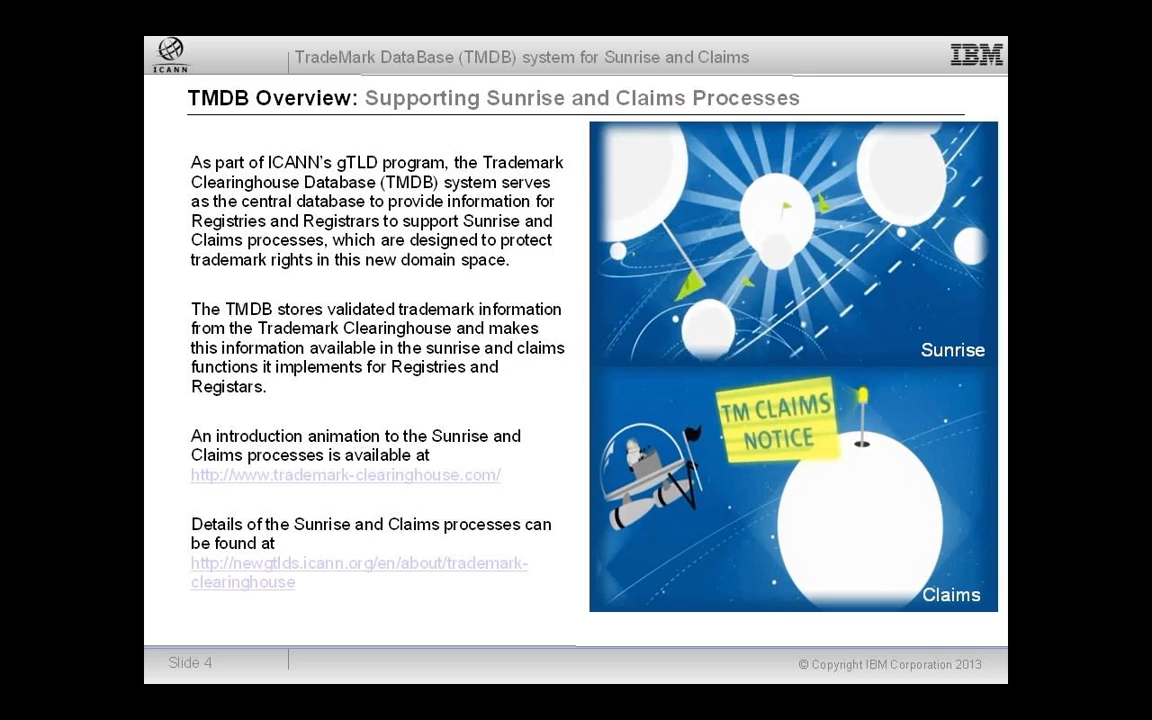 ICANN
TradeMark DataBase (TMDB) system for Sunrise and Claims
IBM
TMDB Overview: Supporting Sunrise and Claims Processes
As part of ICANN's gTLD program, the Trademark
Clearinghouse Database (TMDB) system serves
as the central database to provide information for
Registries and Registrars to support Sunrise and
Claims processes, which are designed to protect
trademark rights in this new domain space.
The TMDB stores validated trademark information
from the Trademark Clearinghouse and makes
this information available in the sunrise and claims
functions it implements for Registries and
Registars.
An introduction animation to the Sunrise and
Claims processes is available at
http://www.trademark-clearinghouse.com/
Details of the Sunrise and Claims processes can
be found at
http://newgtlds.icann.org/en/about/trademark-
clearinghouse
Sunrise
TM CLAIMS
NOTICE
Claims
Slide 4
© Copyright IBM Corporation 2013